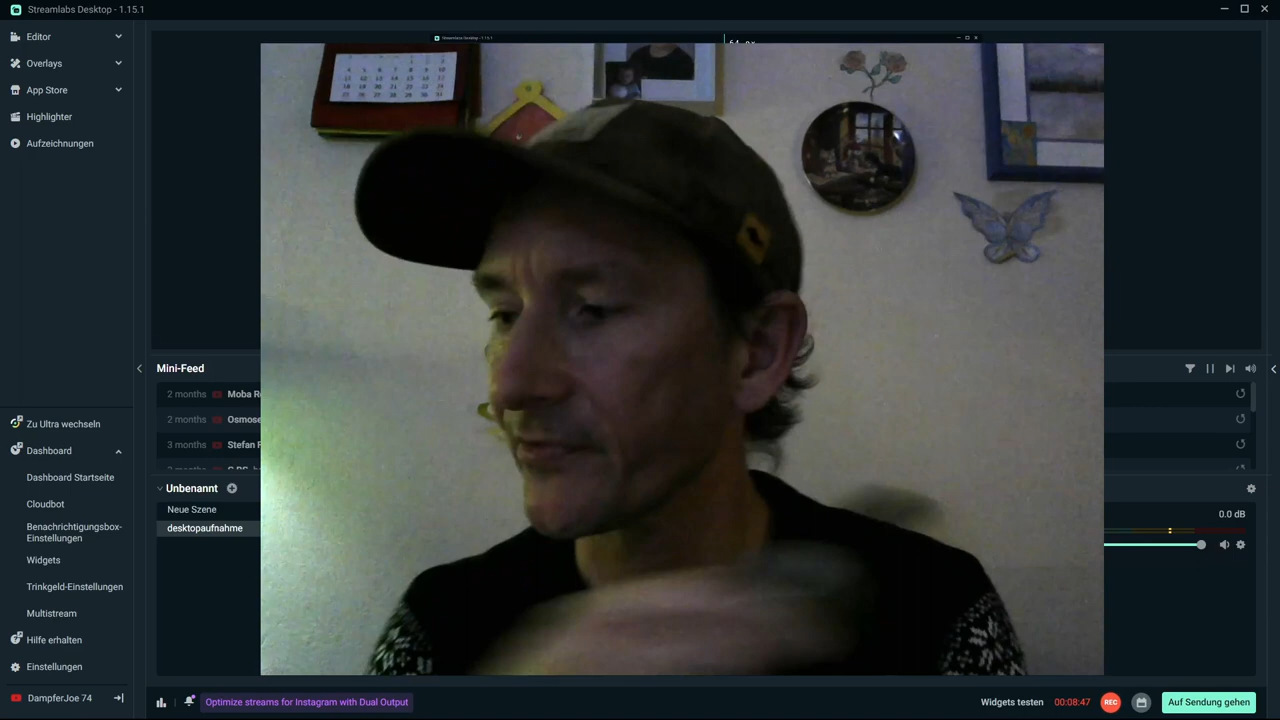 Streamlabs Desktop - 1.15.1
Editor
Overlays
App Store
Highlighter
Aufzeichnungen
Mini-Feed
2 months
2 months Osmose
3 months Stefan
Zu Ultra wechseln
Dashboard
Dashboard Startseite
Cloudbot
Benachrichtigungsbox-
Einstellungen
Widgets
Trinkgeld-Einstellungen
Multistream
Hilfe erhalten
Einstellungen
DampferJoe 74
Unbenannt
Neue Szene
desktopaufnahme
0.0 dB
Optimize streams for Instagram with Dual Output
Widgets testen
00:08:47
REC
Auf Sendung gehen